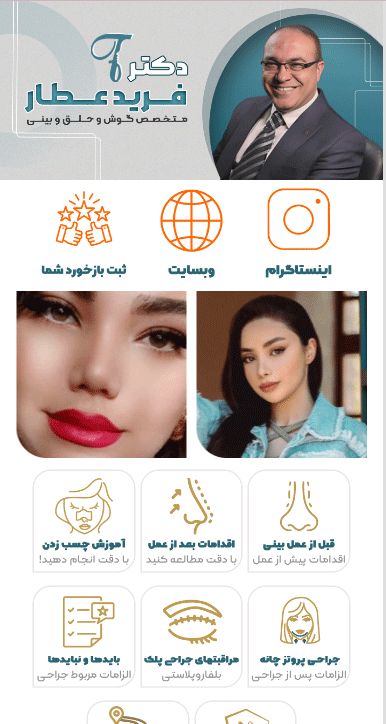 دکتر
فرید عطار
متخصص گوش و حلق و بینی
اینستاگرام
وبسایت
ثبت بازخورد شما
قبل از عمل بینی
اقدامات پیش از عمل
اقدامات بعد از عمل
با دقت مطالعه کنید
آموزش چسب زدن
با دقت انجام دهید!
جراحی پروتز چانه
الزامات پس از جراحی
مراقبتهای جراحی پلک
بلفاروپلاستی
بایدها و نبایدها
الزامات مربوط جراحی